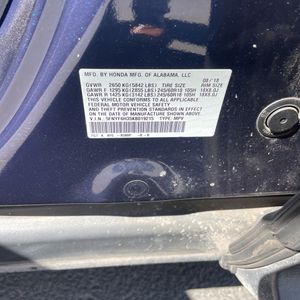 MFD. BY HONDA MFG. OF ALABAMA, LLC 08/18
GVWR 2650 KG(5842 LBS) TIRE SIZE RIM SIZE
GAWR F 1295 KG(2855 LBS) 245/60R18 105H 18X8.0J
GAWR R 1425 KG(3142 LBS) 245/60R18 105H 18X8.0J
THIS VEHICLE CONFORMS TO ALL APPLICABLE
FEDERAL MOTOR VEHICLE SAFETY, BUMPER,
AND THEFT PREVENTION STANDARDS IN EFFECT
ON THE DATE OF MANUFACTURE SHOWN ABOVE.
V.I.N. 5FNYF6H35KB019215 TYPE: MPV